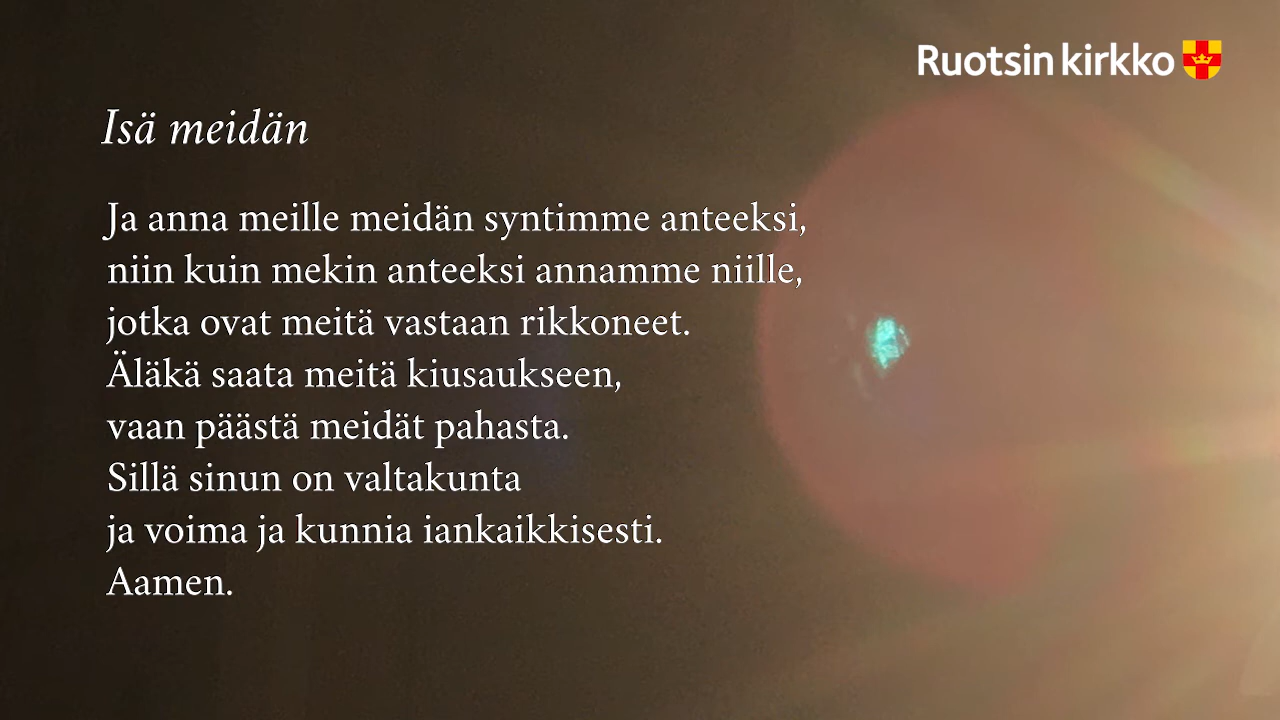 Ruotsin kirkko
Isä meidän
Ja anna meille meidän syntimme anteeksi,
niin kuin mekin anteeksi annamme niille,
jotka ovat meitä vastaan rikkoneet.
Äläkä saata meitä kiusaukseen,
vaan päästä meidät pahasta.
Sillä sinun on valtakunta
ja voima ja kunnia iankaikkisesti.
Aamen.